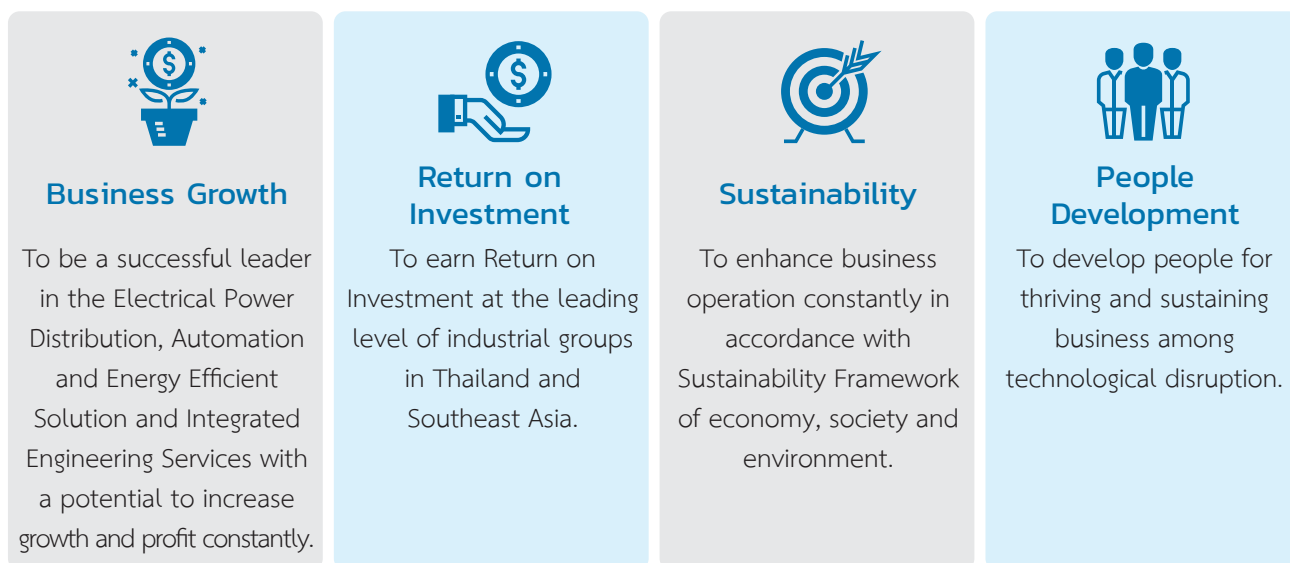 Business Growth
To be a successful leader
in the Electrical Power
Distribution, Automation
and Energy Efficient
Solution and Integrated
Engineering Services with
a potential to increase
growth and profit constantly.
Return on
Investment
To earn Return on
Investment at the leading
level of industrial groups
in Thailand and
Southeast Asia.
Sustainability
To enhance business
operation constantly in
accordance with
Sustainability Framework
of economy, society and
environment.
People
Development
To develop people for
thriving and sustaining
business among
technological disruption.